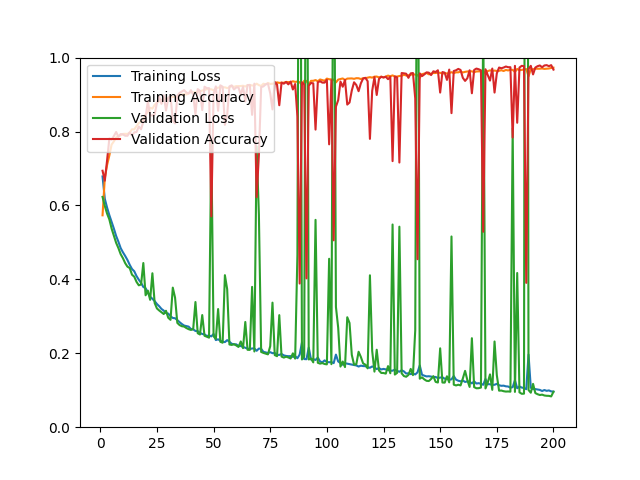 1.0
0.8
0.6
0.4
0.2
0.0
Training Loss
Training Accuracy
Validation Loss
Validation Accuracy
0 25 50 75 100 125 150 175 200